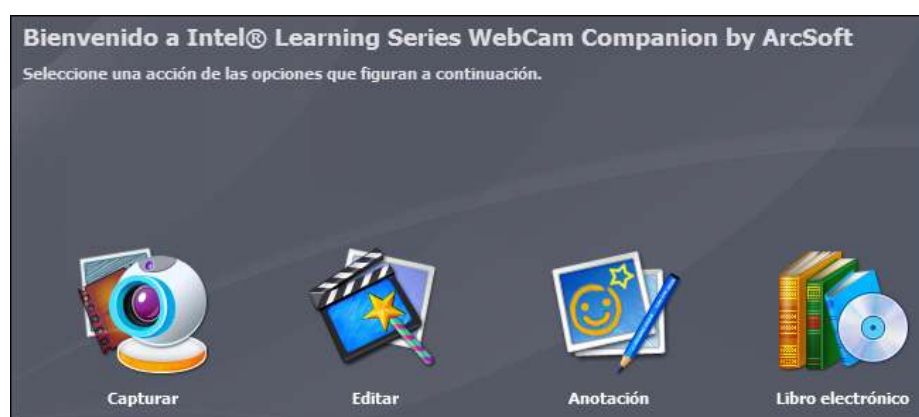 Bienvenido a Intel® Learning Series WebCam Companion by ArcSoft
Seleccione una acción de las opciones que figuran a continuación.
Capturar
Editar
Anotación
Libro electrónico